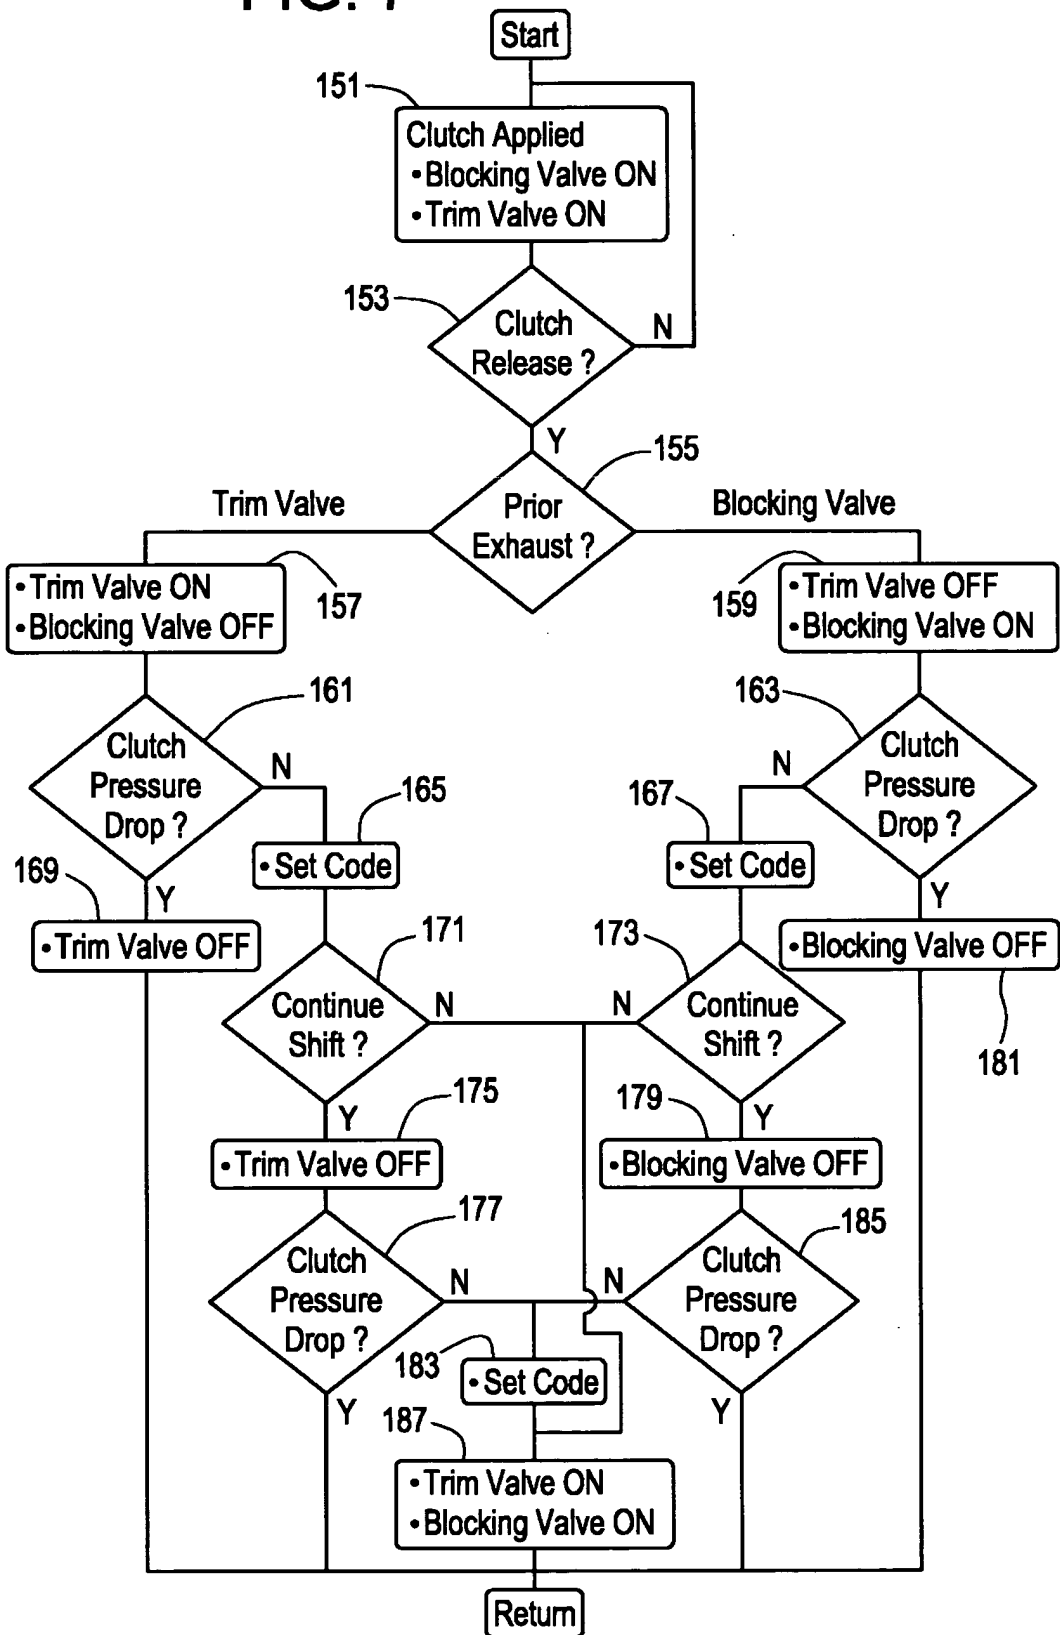 Start
151
Clutch Applied
•Blocking Valve ON
•Trim Valve ON
153
Clutch
Release ?
N
Y
155
Prior
Exhaust ?
Trim Valve
Blocking Valve
•Trim Valve ON
•Blocking Valve OFF
157
159
•Trim Valve OFF
•Blocking Valve ON
161
Clutch
Pressure
Drop ?
N
Y
163
Clutch
Pressure
Drop ?
N
Y
165
•Set Code
167
•Set Code
169
•Trim Valve OFF
•Blocking Valve OFF
181
171
Continue
Shift ?
N
Y
173
Continue
Shift ?
N
Y
175
•Trim Valve OFF
179
•Blocking Valve OFF
177
Clutch
Pressure
Drop ?
N
Y
185
Clutch
Pressure
Drop ?
N
Y
183
•Set Code
187
•Trim Valve ON
•Blocking Valve ON
Return